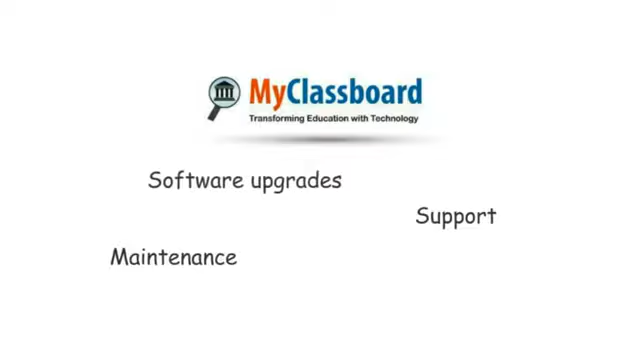 MyClassboard
Transforming Education with Technology
Software upgrades
Support
Maintenance